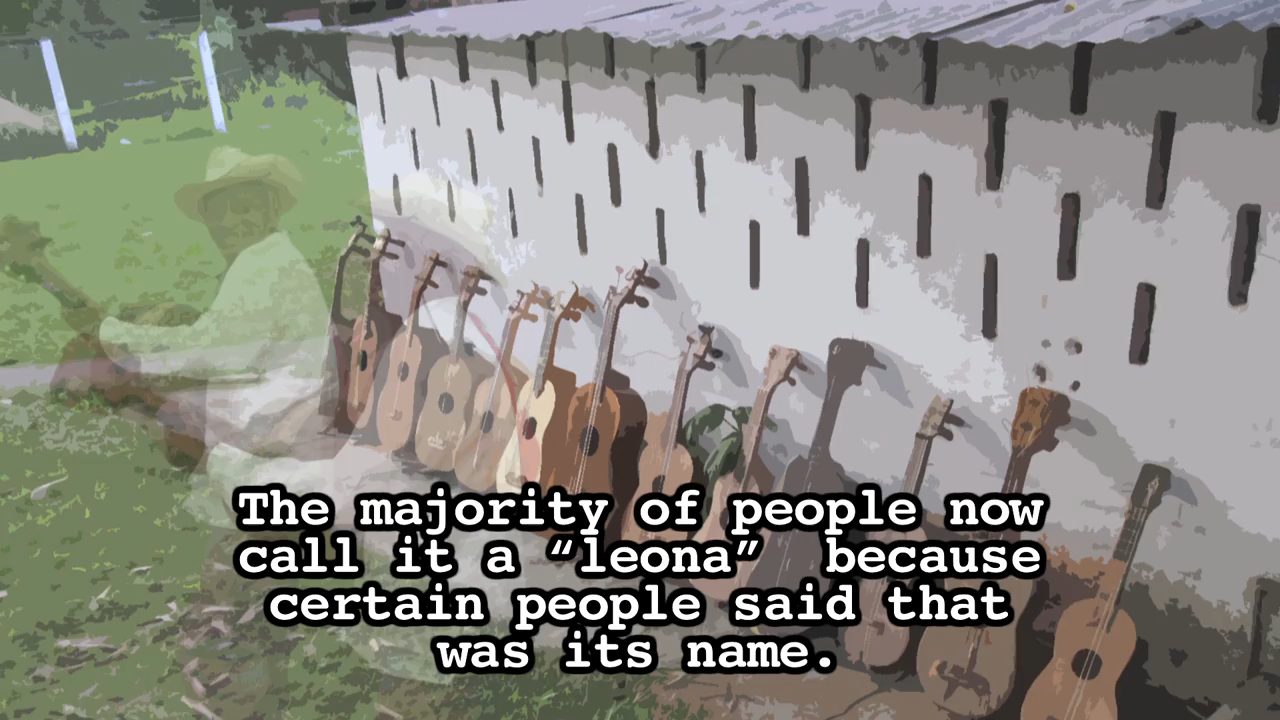 The majority of people now
call it a “leona”  because
certain people said that
was its name.